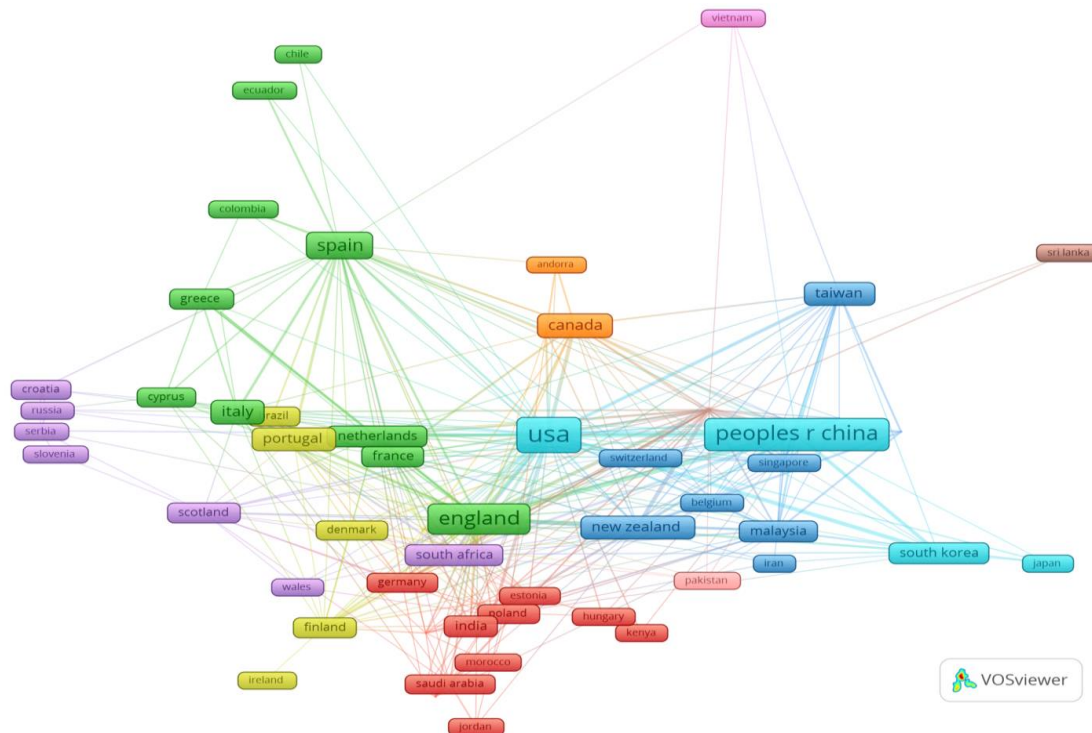 vietnam
chile
ecuador
colombia
spain
sri lanka
andorra
taiwan
greece
canada
croatia
cyprus
russia
italy
razil
serbia
portugal
netherlands
usa
peoples r china
slovenia
france
switzerland
singapore
belgium
scotland
england
denmark
new zealand
malaysia
south africa
south korea
iran
japan
germany
pakistan
wales
estonia
poland
finland
india
hungary
kenya
morocco
ireland
saudi arabia
VOSviewer
jordan